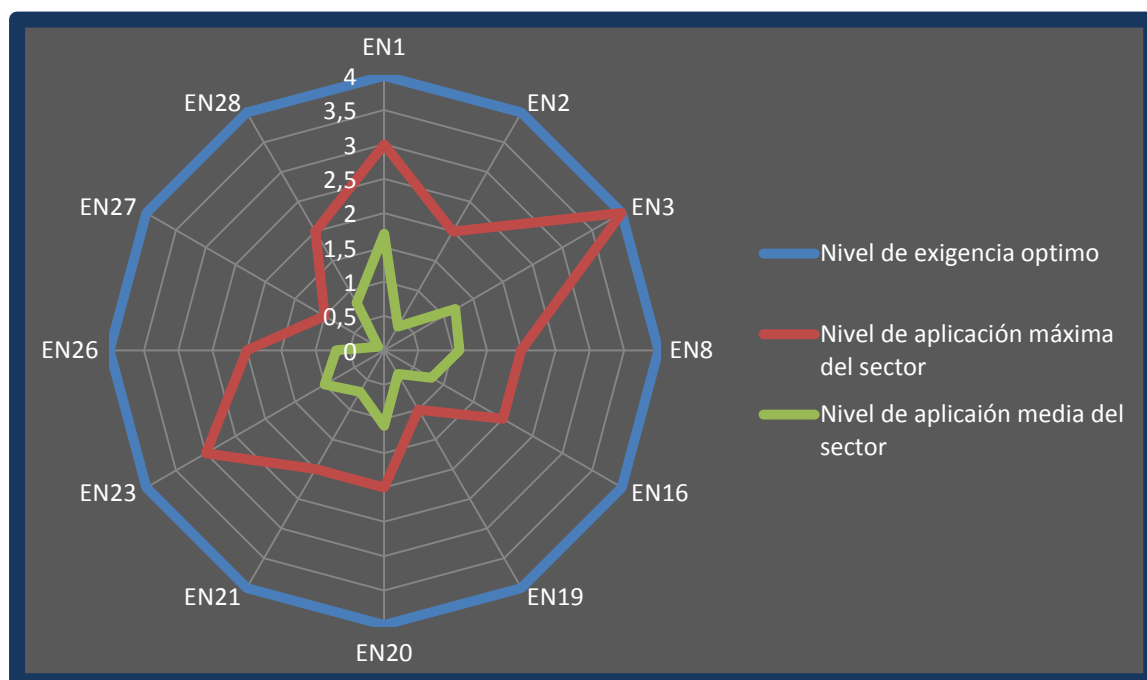 EN1
4
3,5
3
2,5
2
1,5
1
0,5
0
EN2
EN3
EN8
EN16
EN19
EN20
EN21
EN23
EN26
EN27
EN28
Nivel de exigencia optimo
Nivel de aplicación máxima
del sector
Nivel de aplicaión media del
sector